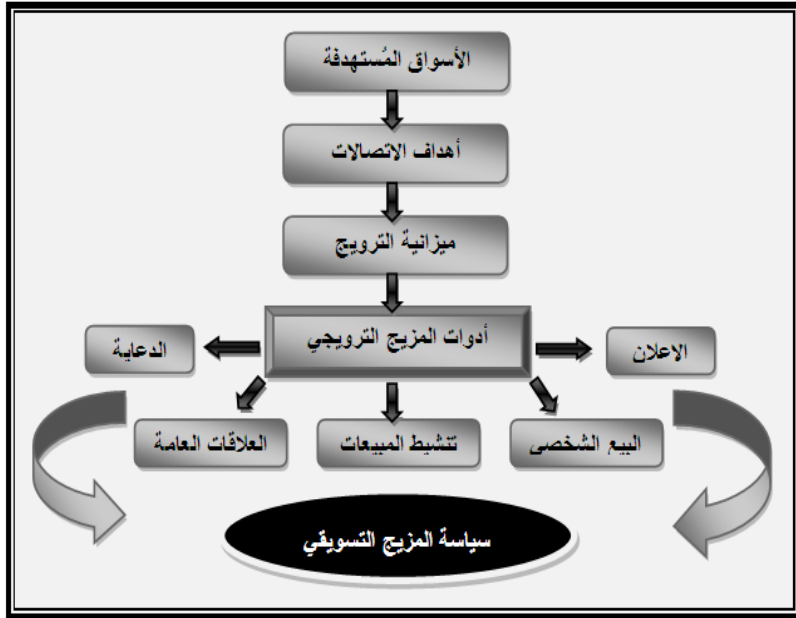 الأسواق المُستهدفة
أهداف الاتصالات
ميزانية الترويج
أدوات المزيج الترويجي
الاعلان
الدعاية
البيع الشخصى
تنشيط المبيعات
العلاقات العامة
سياسة المزيج التسويقي